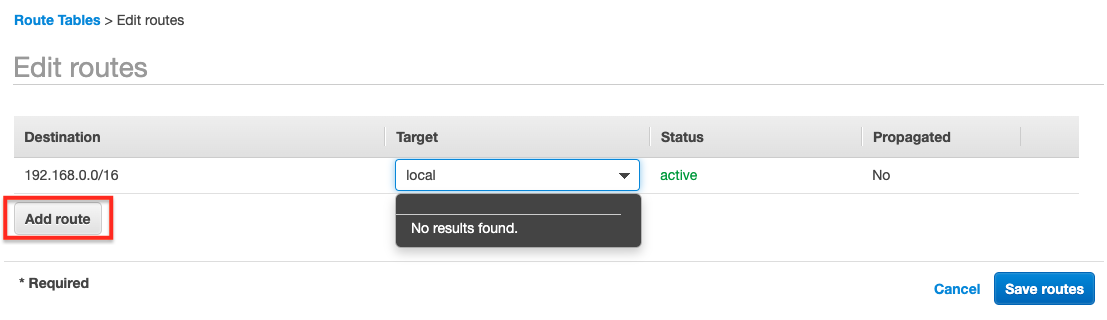 Route Tables > Edit routes
Edit routes
Destination Target Status Propagated
192.168.0.0/16 local active No
Add route
No results found.
* Required
Cancel Save routes